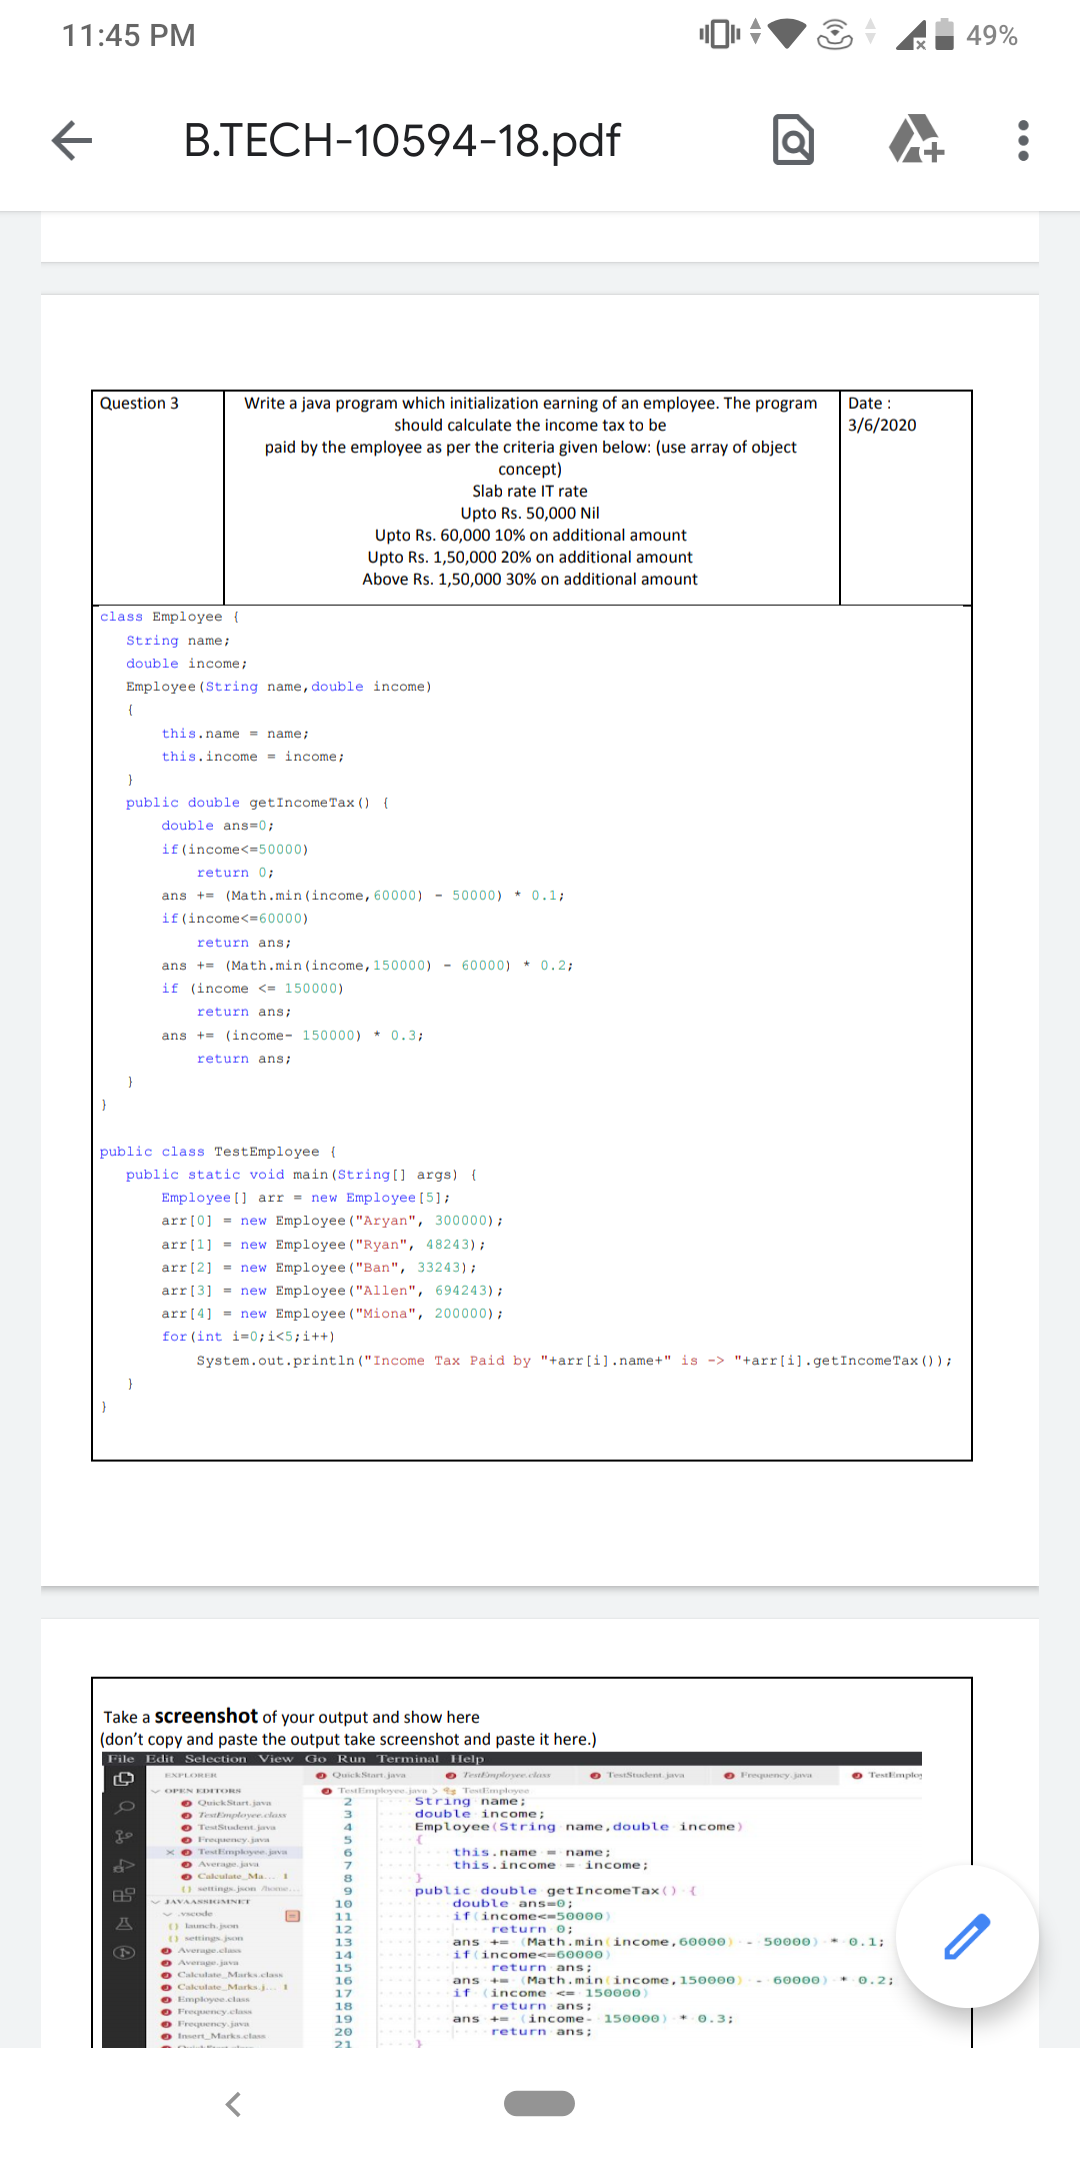 11:45 PM
49%
B.TECH-10594-18.pdf
Question 3
Write a java program which initialization earning of an employee. The program
should calculate the income tax to be
paid by the employee as per the criteria given below: (use array of object
concept)
Slab rate IT rate
Upto Rs. 50,000 Nil
Upto Rs. 60,000 10% on additional amount
Upto Rs. 1,50,000 20% on additional amount
Above Rs. 1,50,000 30% on additional amount
Date :
3/6/2020
class Employee {
String name;
double income;
Employee(String name,double income)
{
this.name = name;
this.income = income;
}
public double getIncomeTax() {
double ans=0;
if(income<=50000)
return 0;
ans += (Math.min(income,60000) - 50000) * 0.1;
if(income<=60000)
return ans;
ans += (Math.min(income,150000) - 60000) * 0.2;
if (income <= 150000)
return ans;
ans += (income- 150000) * 0.3;
return ans;
}
}
public class TestEmployee {
public static void main(String[] args) {
Employee[] arr = new Employee[5];
arr[0] = new Employee("Aryan", 300000);
arr[1] = new Employee("Ryan", 48243);
arr[2] = new Employee("Ban", 33243);
arr[3] = new Employee("Allen", 694243);
arr[4] = new Employee("Miona", 200000);
for(int i=0;i<5;i++)
System.out.println("Income Tax Paid by "+arr[i].name+" is -> "+arr[i].getIncomeTax());
}
}
Take a screenshot of your output and show here
(don't copy and paste the output take screenshot and paste it here.)
File Edit Selection View Go Run Terminal Help
EXPLORER
QuickStart.java TestEmployee.class TestStudent.java Frequency.java TestEmploy
OPEN EDITORS
QuickStart.java
TestEmployee.class
TestStudent.java
Frequency.java
× TestEmployee.java
Average.java
Calculate_Ma... 1
{} settings.json /home...
JAVAASSIGMNET
.vscode
{} launch.json
{} settings.json
Average.class
Average.java
Calculate_Marks.class
Calculate_Marks.j... 1
Employee.class
Frequency.class
Frequency.java
Insert_Marks.class
TestEmployee.java > TestEmployee
2 String name;
3 double income;
4 Employee(String name,double income)
5 {
6 this.name = name;
7 this.income = income;
8 }
9 public double getIncomeTax() {
10 double ans=0;
11 if(income<=50000)
12 return 0;
13 ans += (Math.min(income,60000) - 50000) * 0.1;
14 if(income<=60000)
15 return ans;
16 ans += (Math.min(income,150000) - 60000) * 0.2;
17 if (income <= 150000)
18 return ans;
19 ans += (income- 150000) * 0.3;
20 return ans;
21 }